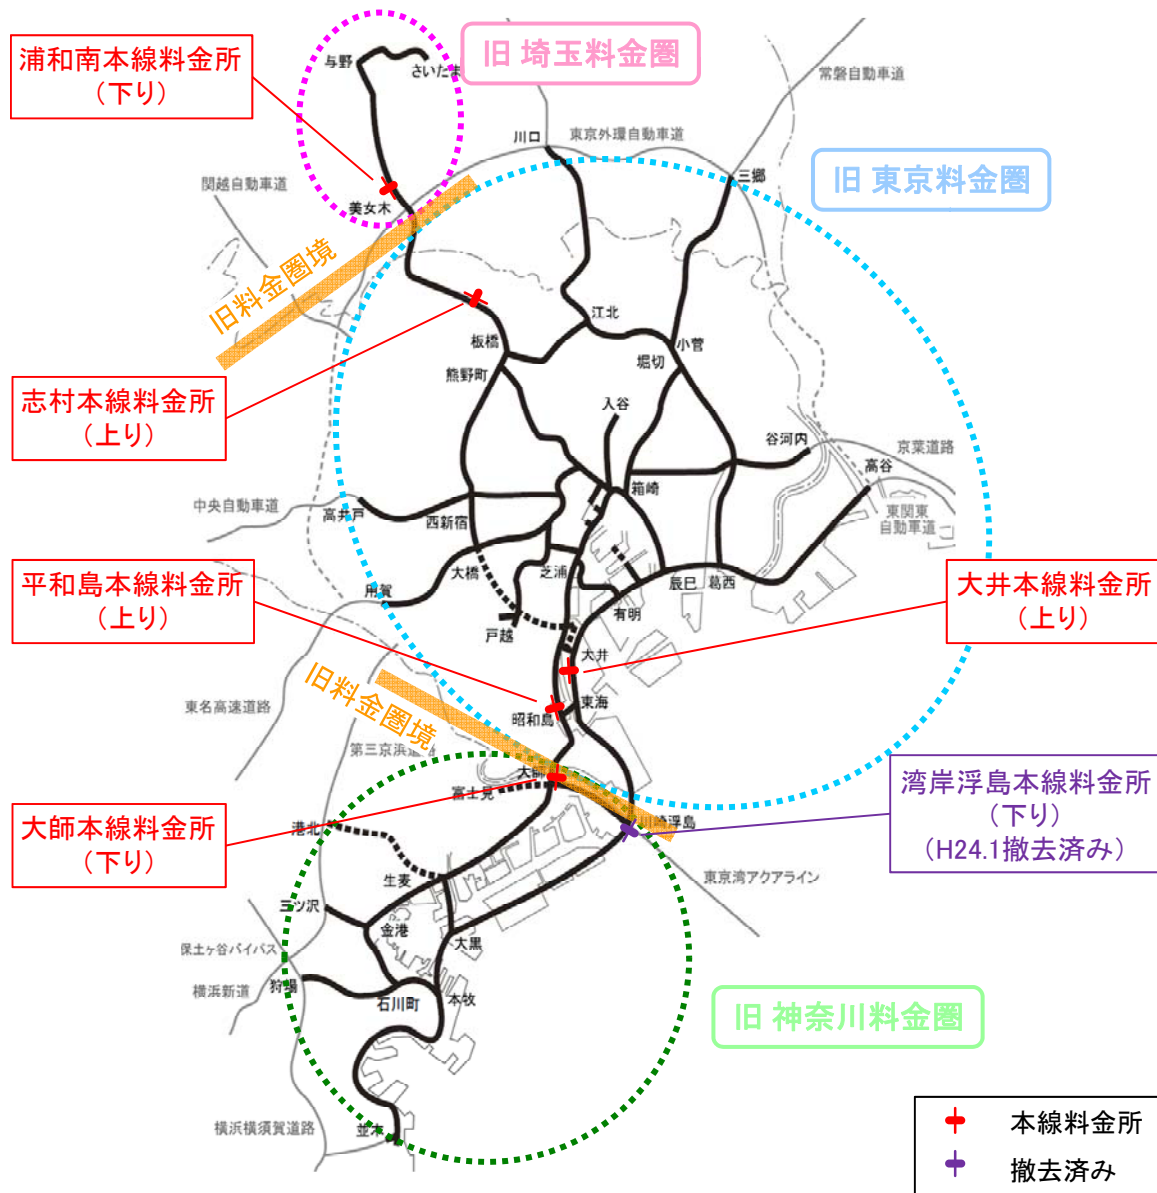 浦和南本線料金所
(下り)
旧 埼玉料金圏
与野
さいたま
常磐自動車道
川口
東京外環自動車道
三郷
旧 東京料金圏
関越自動車道
美女木
旧料金圏境
江北
板橋
小菅
堀切
熊野町
志村本線料金所
(上り)
入谷
谷河内
京葉道路
高谷
箱崎
中央自動車道
高井戸
西新宿
東関東
自動車道
大橋
芝浦
辰巳
葛西
平和島本線料金所
(上り)
用賀
有明
大井本線料金所
(上り)
戸越
大井
旧料金圏境
東名高速道路
昭和島
東海
第三京浜道路
大師
富士見
湾岸浮島本線料金所
(下り)
(H24.1撤去済み)
大師本線料金所
(下り)
港北
川崎浮島
生麦
東京湾アクアライン
三ツ沢
金港
大黒
保土ヶ谷バイパス
横浜新道
狩場
石川町
本牧
旧 神奈川料金圏
横浜横須賀道路
並木
本線料金所
撤去済み